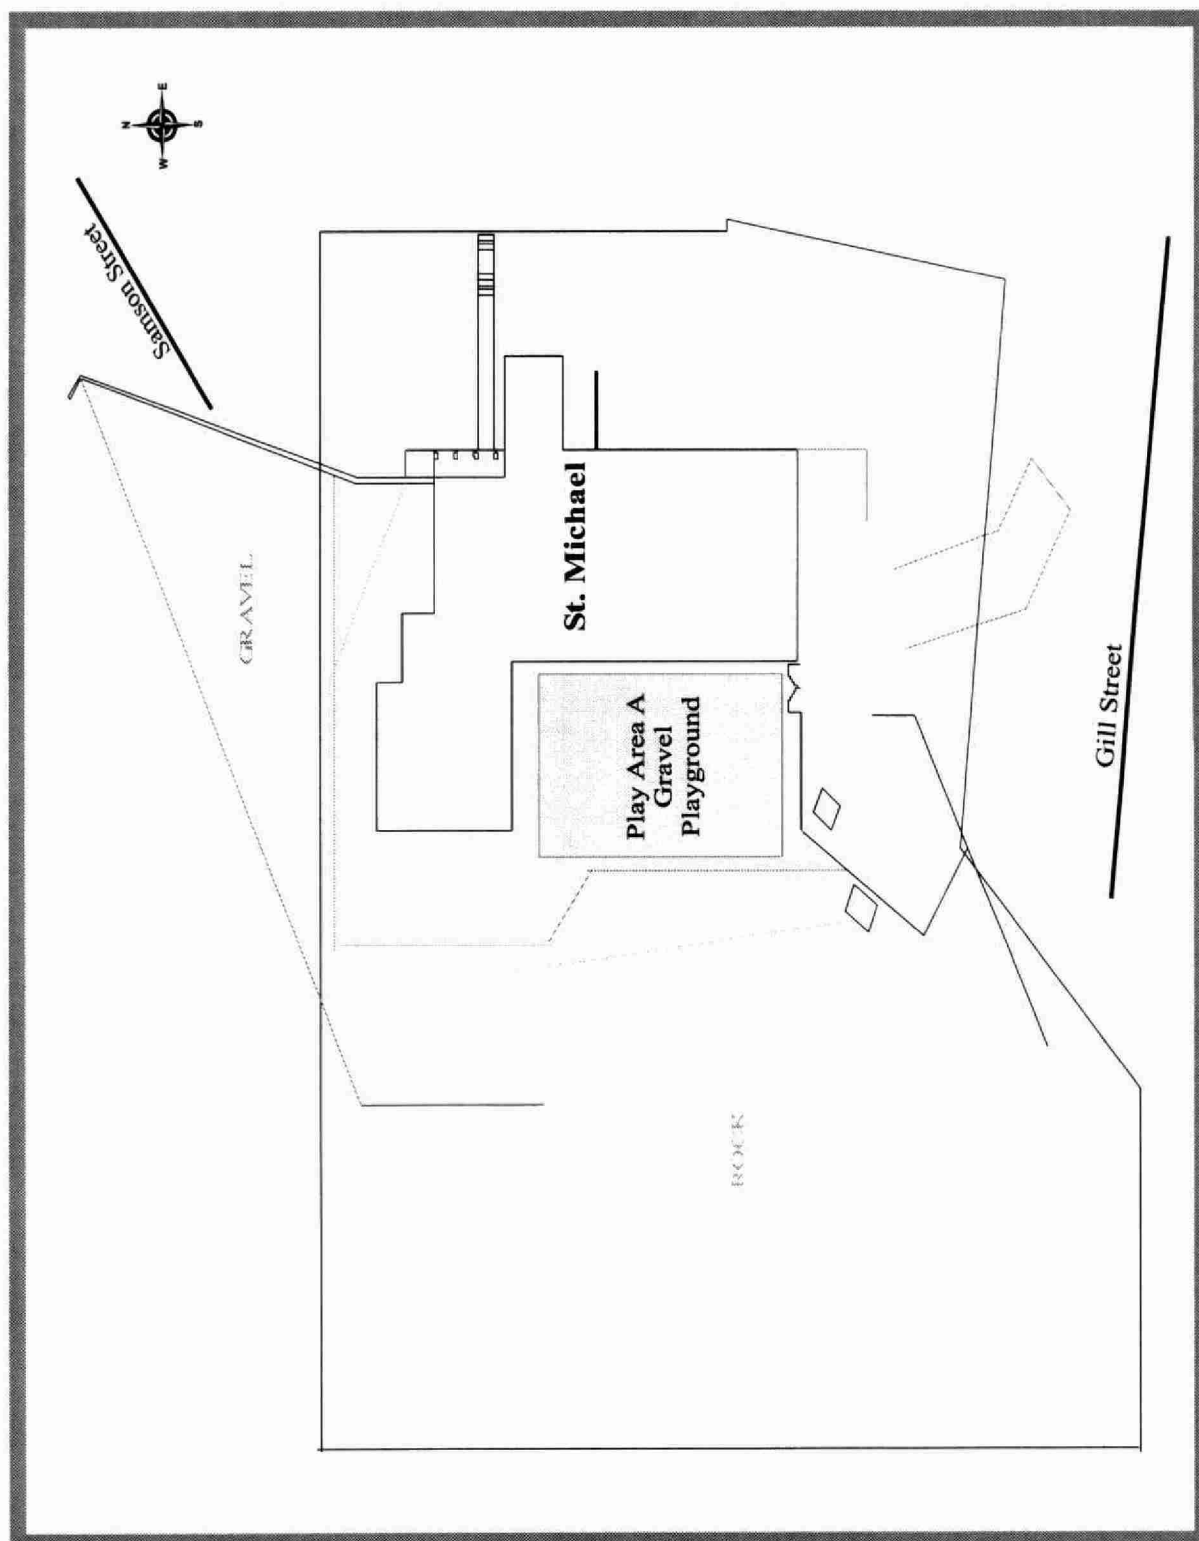 N
E
S
W
Samson Street
GRAVEL
St. Michael
Play Area A
Gravel
Playground
Gill Street
ROCK